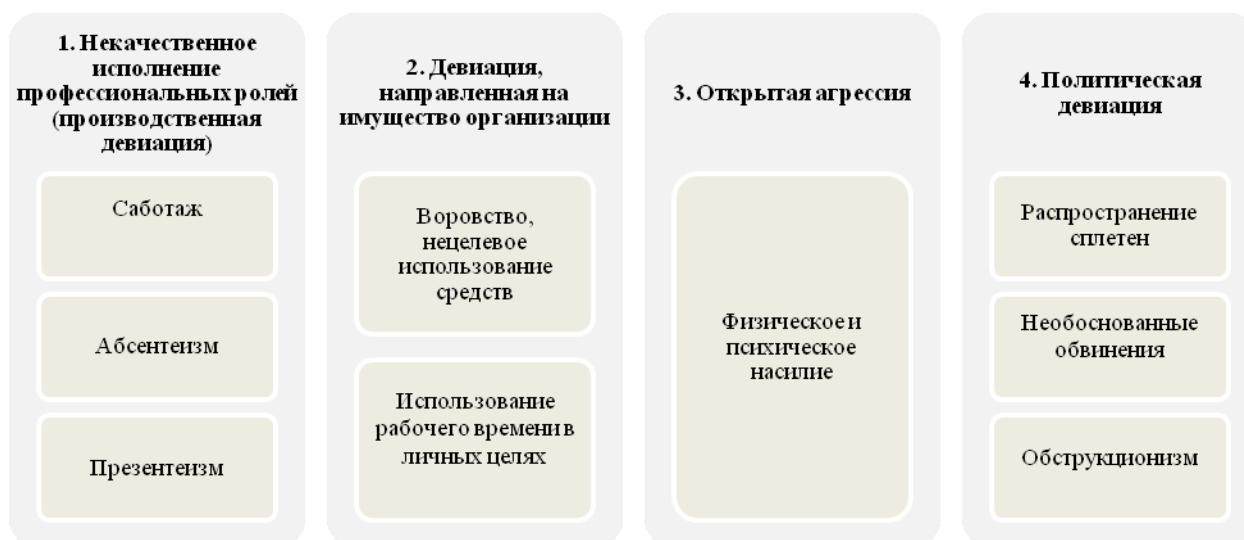 1. Некачественное
исполнение
профессиональных ролей
(производственная
девиация)
Саботаж
Абсентеизм
Презентеизм
2. Девиация,
направленная на
имущество организации
Воровство,
нецелевое
использование
средств
Использование
рабочего времени в
личных целях
3. Открытая агрессия
Физическое и
психическое
насилие
4. Политическая
девиация
Распространение
сплетен
Необоснованные
обвинения
Обструкционизм